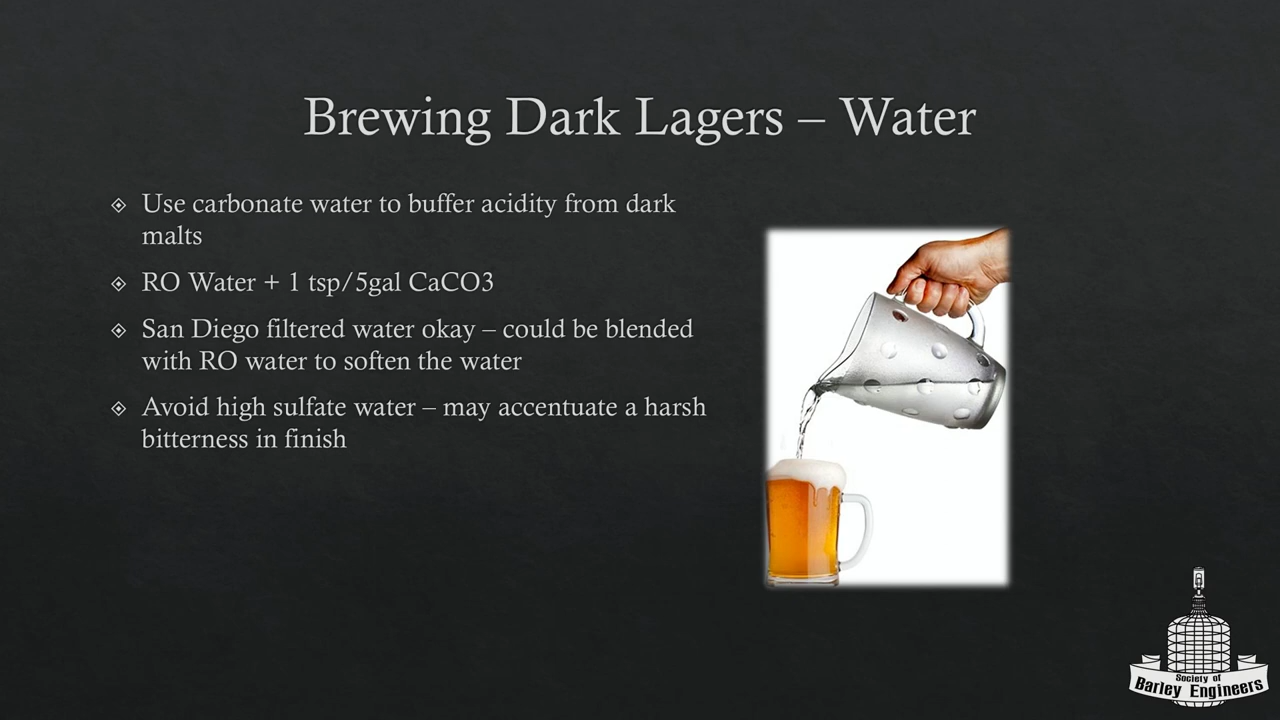 Brewing Dark Lagers – Water
Use carbonate water to buffer acidity from dark
malts
RO Water + 1 tsp/5gal CaCO3
San Diego filtered water okay – could be blended
with RO water to soften the water
Avoid high sulfate water – may accentuate a harsh
bitterness in finish
Society of
Barley Engineers